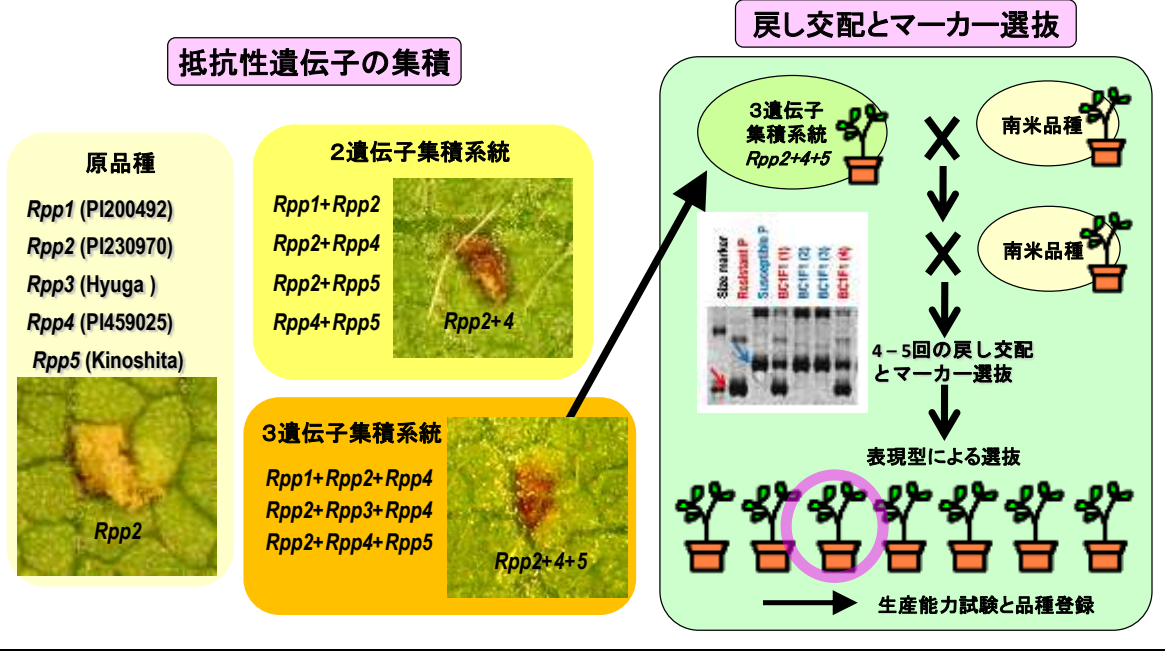 抵抗性遺伝子の集積
原品種
Rpp1 (PI200492)
Rpp2 (PI230970)
Rpp3 (Hyuga )
Rpp4 (PI459025)
Rpp5 (Kinoshita)
Rpp2
２遺伝子集積系統
Rpp1+Rpp2
Rpp2+Rpp4
Rpp2+Rpp5
Rpp4+Rpp5
Rpp2+4
３遺伝子集積系統
Rpp1+Rpp2+Rpp4
Rpp2+Rpp3+Rpp4
Rpp2+Rpp4+Rpp5
Rpp2+4+5
戻し交配とマーカー選抜
３遺伝子
集積系統
Rpp2+4+5
南米品種
南米品種
Size marker
Resistant P
Susceptible P
BC1F1 (1)
BC1F1 (2)
BC1F1 (3)
BC1F1 (4)
4－5回の戻し交配
とマーカー選抜
表現型による選抜
生産能力試験と品種登録